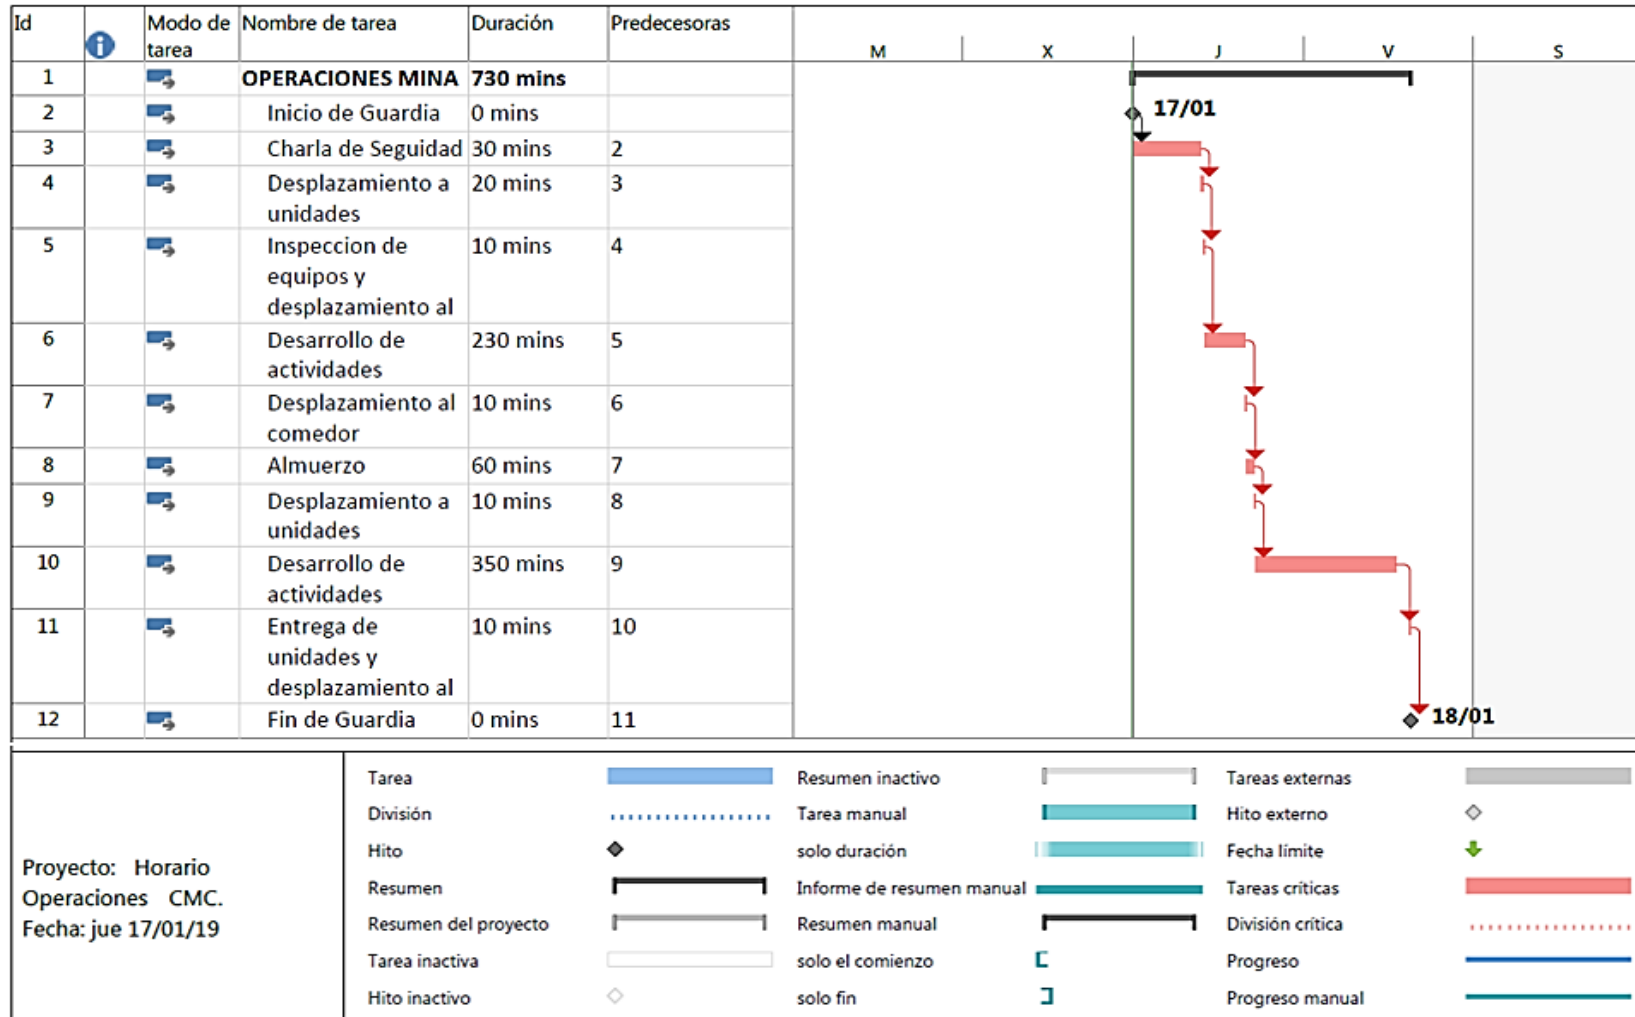 Id Modo de tarea Nombre de tarea Duración Predecesoras
M X J V S
1 OPERACIONES MINA 730 mins
2 Inicio de Guardia 0 mins
17/01
3 Charla de Seguidad 30 mins 2
4 Desplazamiento a 20 mins 3
unidades
5 Inspeccion de 10 mins 4
equipos y
desplazamiento al
6 Desarrollo de 230 mins 5
actividades
7 Desplazamiento al 10 mins 6
comedor
8 Almuerzo 60 mins 7
9 Desplazamiento a 10 mins 8
unidades
10 Desarrollo de 350 mins 9
actividades
11 Entrega de 10 mins 10
unidades y
desplazamiento al
12 Fin de Guardia 0 mins 11
18/01
Proyecto: Horario
Operaciones CMC.
Fecha: jue 17/01/19
Tarea
División
Hito
Resumen
Resumen del proyecto
Tarea inactiva
Hito inactivo
Resumen inactivo
Tarea manual
solo duración
Informe de resumen manual
Resumen manual
solo el comienzo
solo fin
Tareas externas
Hito externo
Fecha límite
Tareas críticas
División crítica
Progreso
Progreso manual